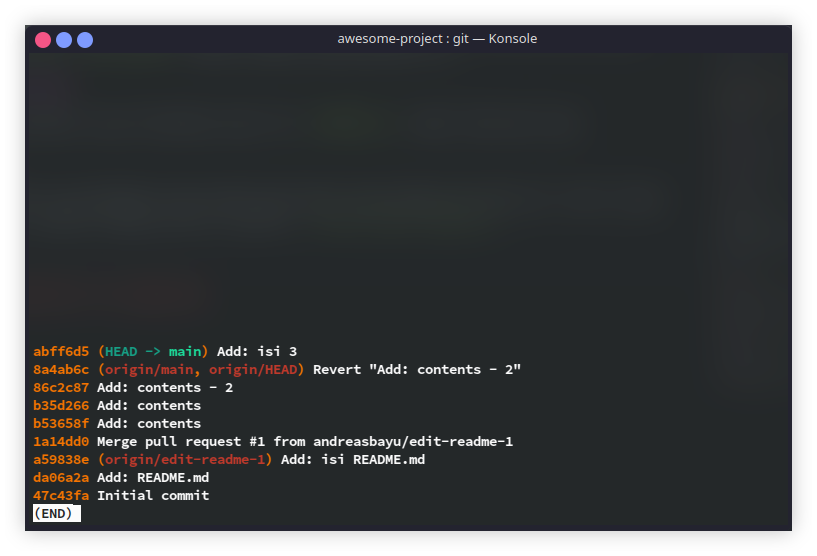 awesome-project : git — Konsole
abff6d5 (HEAD -> main) Add: isi 3
8a4ab6c (origin/main, origin/HEAD) Revert "Add: contents - 2"
86c2c87 Add: contents - 2
b35d266 Add: contents
b53658f Add: contents
1a14dd0 Merge pull request #1 from andreasbayu/edit-readme-1
a59838e (origin/edit-readme-1) Add: isi README.md
da06a2a Add: README.md
47c43fa Initial commit
(END)